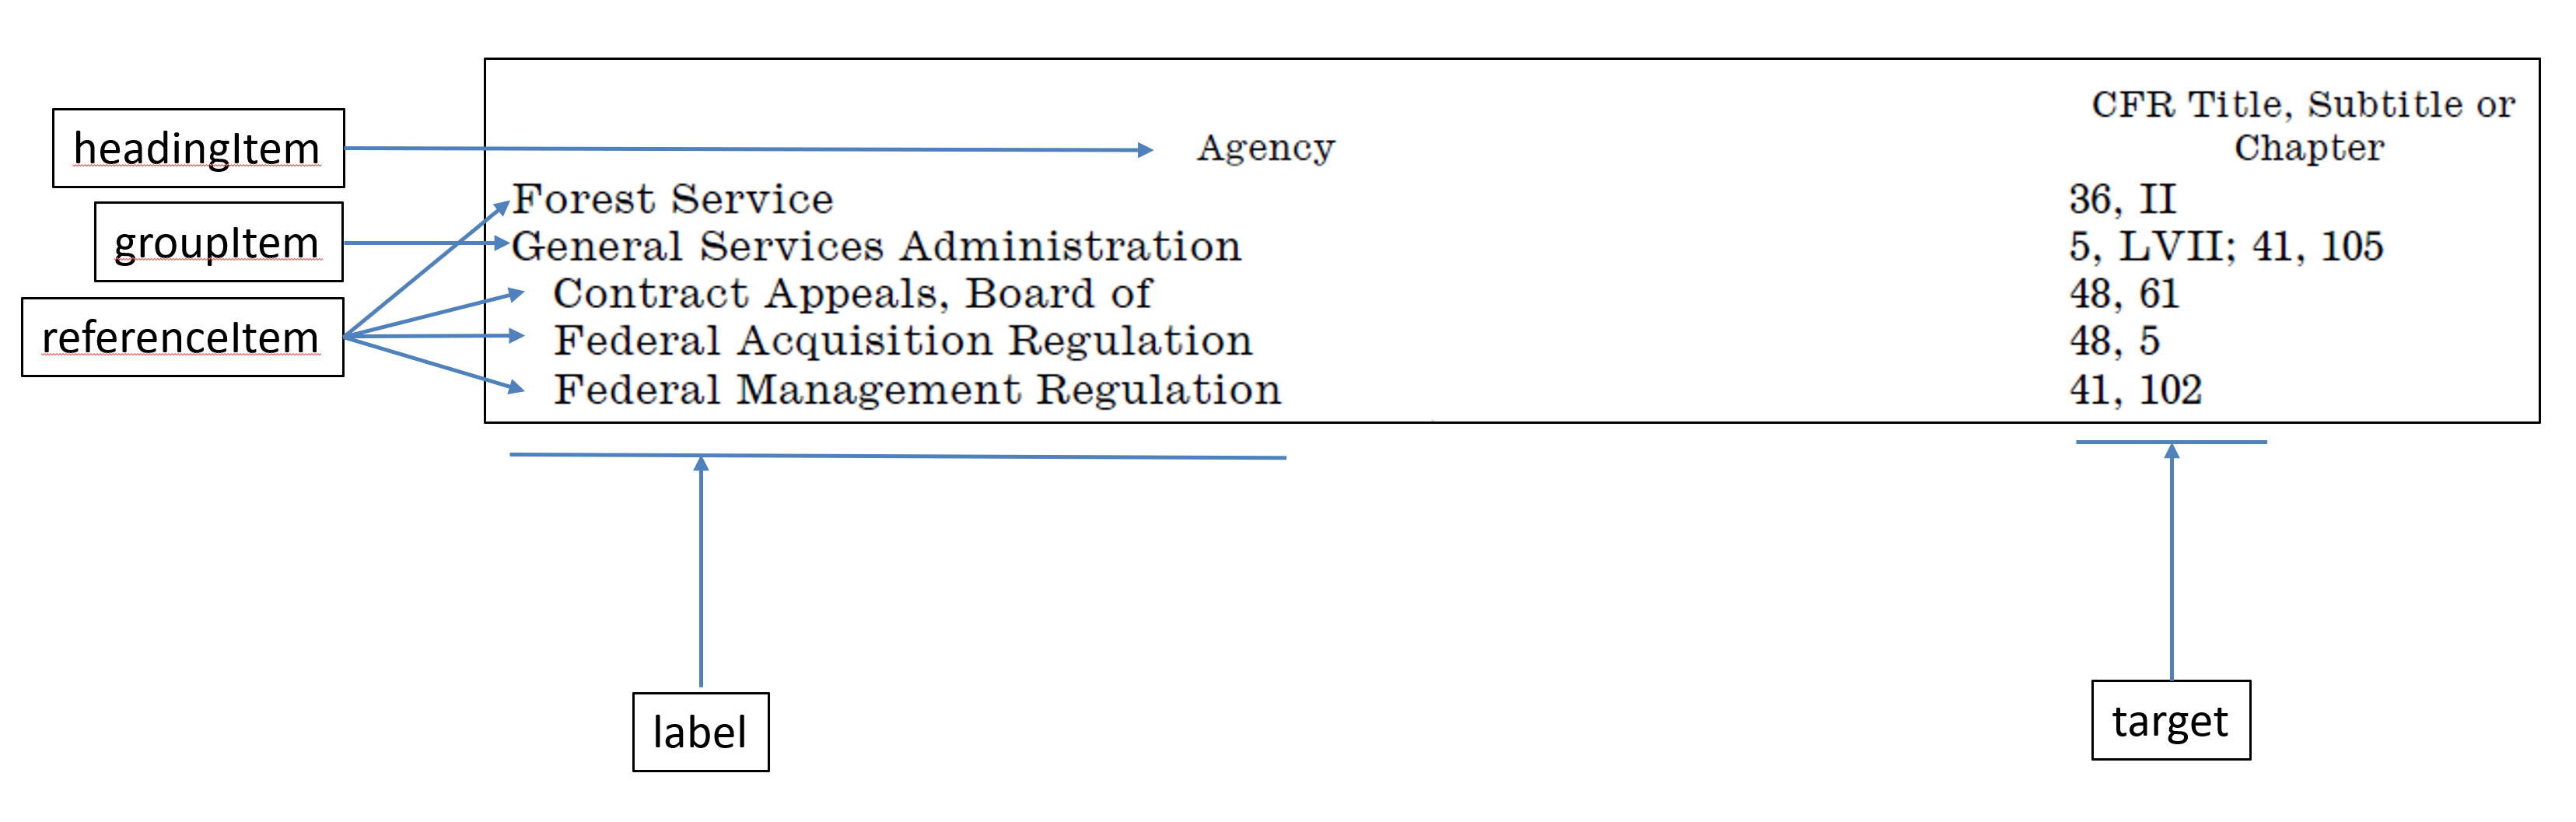 CFR Title, Subtitle or
headingItem Agency Chapter
Forest Service 36, II
groupItem General Services Administration 5, LVII; 41, 105
Contract Appeals, Board of 48, 61
referenceItem Federal Acquisition Regulation 48, 5
Federal Management Regulation 41, 102
label target